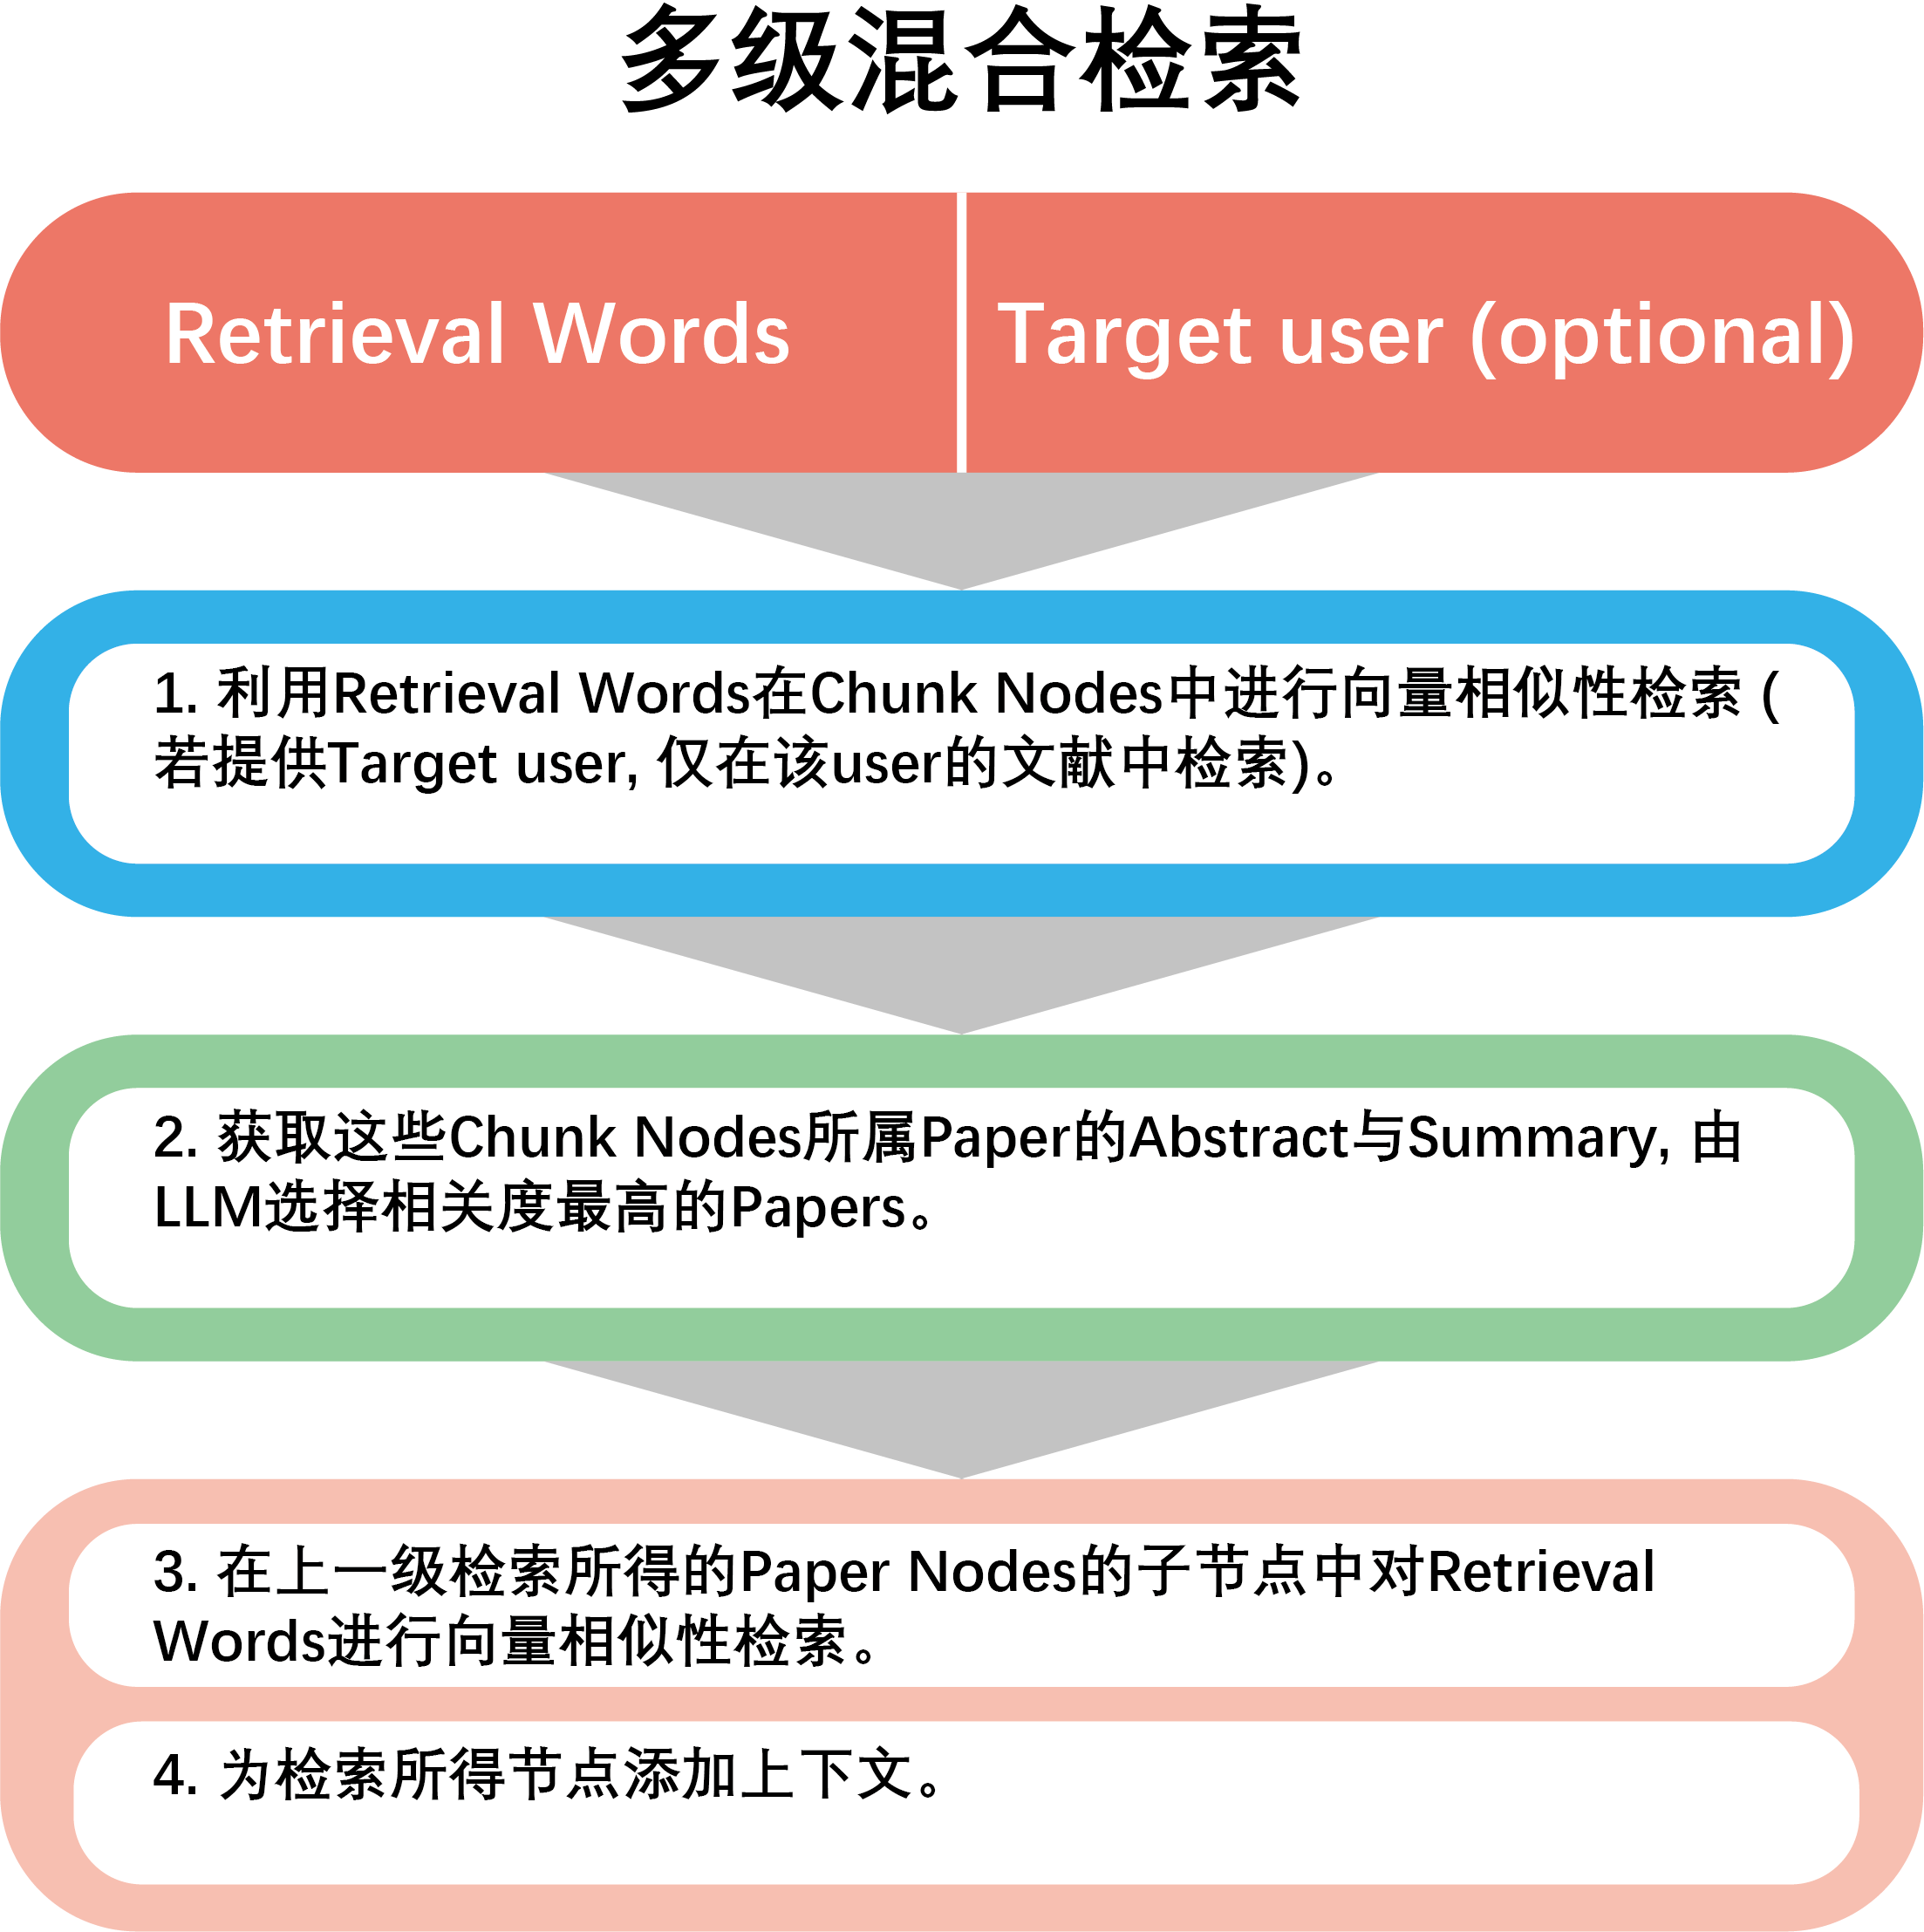 多级混合检索
Retrieval Words
Target user (optional)
1. 利用Retrieval Words在Chunk Nodes中进行向量相似性检索 (
若提供Target user, 仅在该user的文献中检索)。
2. 获取这些Chunk Nodes所属Paper的Abstract与Summary, 由
LLM选择相关度最高的Papers。
3. 在上一级检索所得的Paper Nodes的子节点中对Retrieval
Words进行向量相似性检索。
4. 为检索所得节点添加上下文。